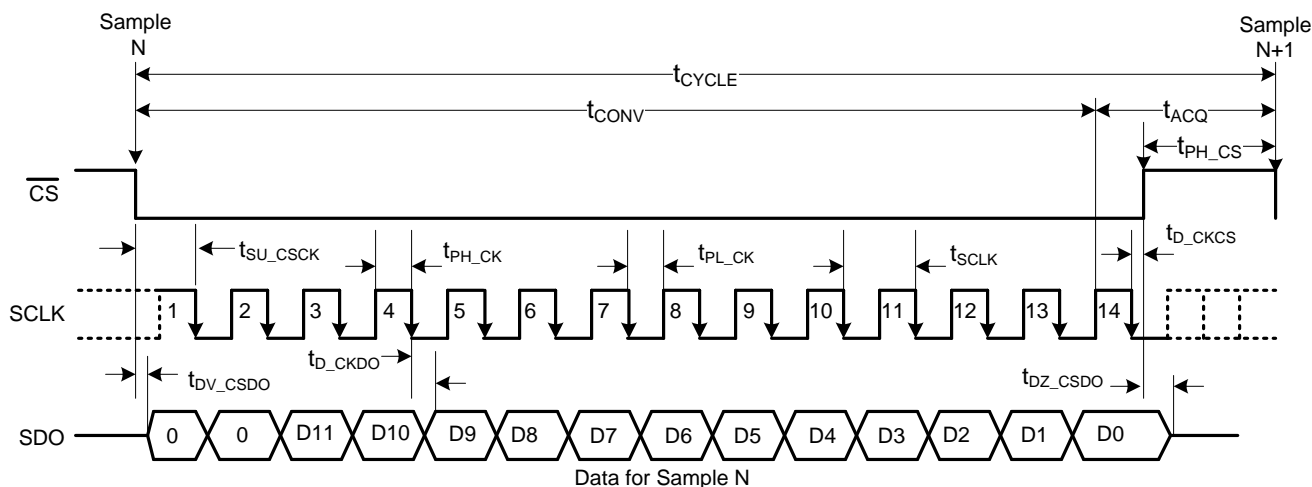 Sample
N
Sample
N+1
tCYCLE
tCONV
tACQ
tPH_CS
CS
tSU_CSCK
tPH_CK
tPL_CK
tSCLK
tD_CKCS
SCLK
1 2 3 4 5 6 7 8 9 10 11 12 13 14
tD_CKDO
tDV_CSDO
tDZ_CSDO
SDO
0 0 D11 D10 D9 D8 D7 D6 D5 D4 D3 D2 D1 D0
Data for Sample N